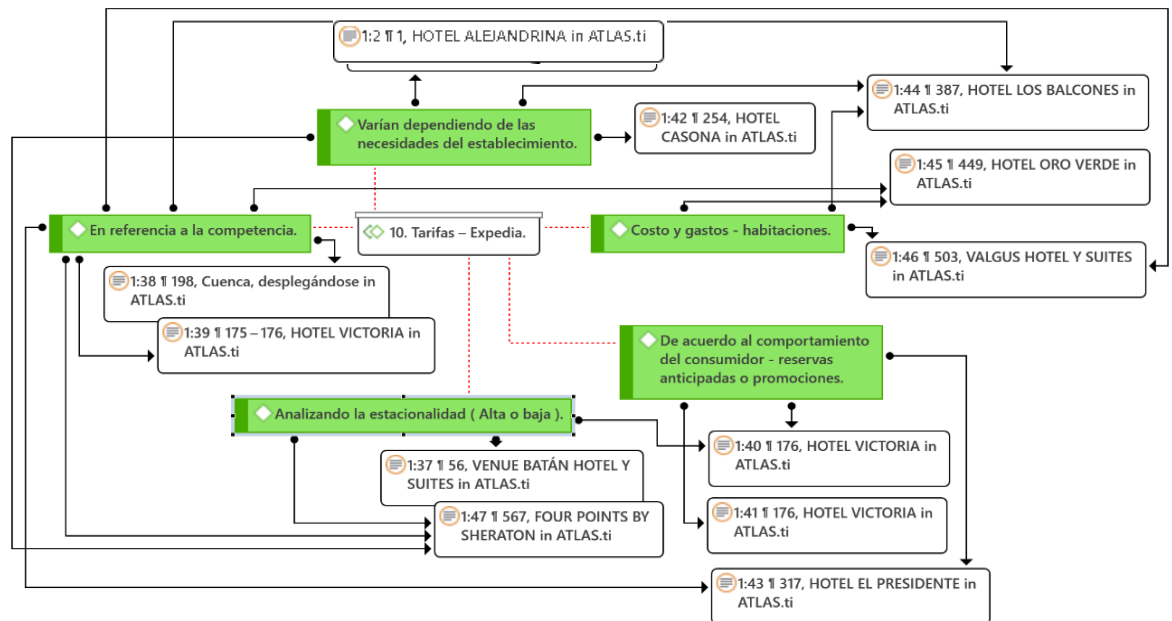 1:2 ¶ 1, HOTEL ALEJANDRINA in ATLAS.ti
1:44 ¶ 387, HOTEL LOS BALCONES in
ATLAS.ti
Varían dependiendo de las
necesidades del establecimiento.
1:42 ¶ 254, HOTEL
CASONA in ATLAS.ti
1:45 ¶ 449, HOTEL ORO VERDE in
ATLAS.ti
En referencia a la competencia.
10. Tarifas – Expedia.
Costo y gastos - habitaciones.
1:46 ¶ 503, VALGUS HOTEL Y SUITES
in ATLAS.ti
1:38 ¶ 198, Cuenca, desplegándose in
ATLAS.ti
1:39 ¶ 175 – 176, HOTEL VICTORIA in
ATLAS.ti
De acuerdo al comportamiento
del consumidor - reservas
anticipadas o promociones.
Analizando la estacionalidad ( Alta o baja ).
1:40 ¶ 176, HOTEL VICTORIA in
ATLAS.ti
1:37 ¶ 56, VENUE BATÁN HOTEL Y
SUITES in ATLAS.ti
1:47 ¶ 567, FOUR POINTS BY
SHERATON in ATLAS.ti
1:41 ¶ 176, HOTEL VICTORIA in
ATLAS.ti
1:43 ¶ 317, HOTEL EL PRESIDENTE in
ATLAS.ti